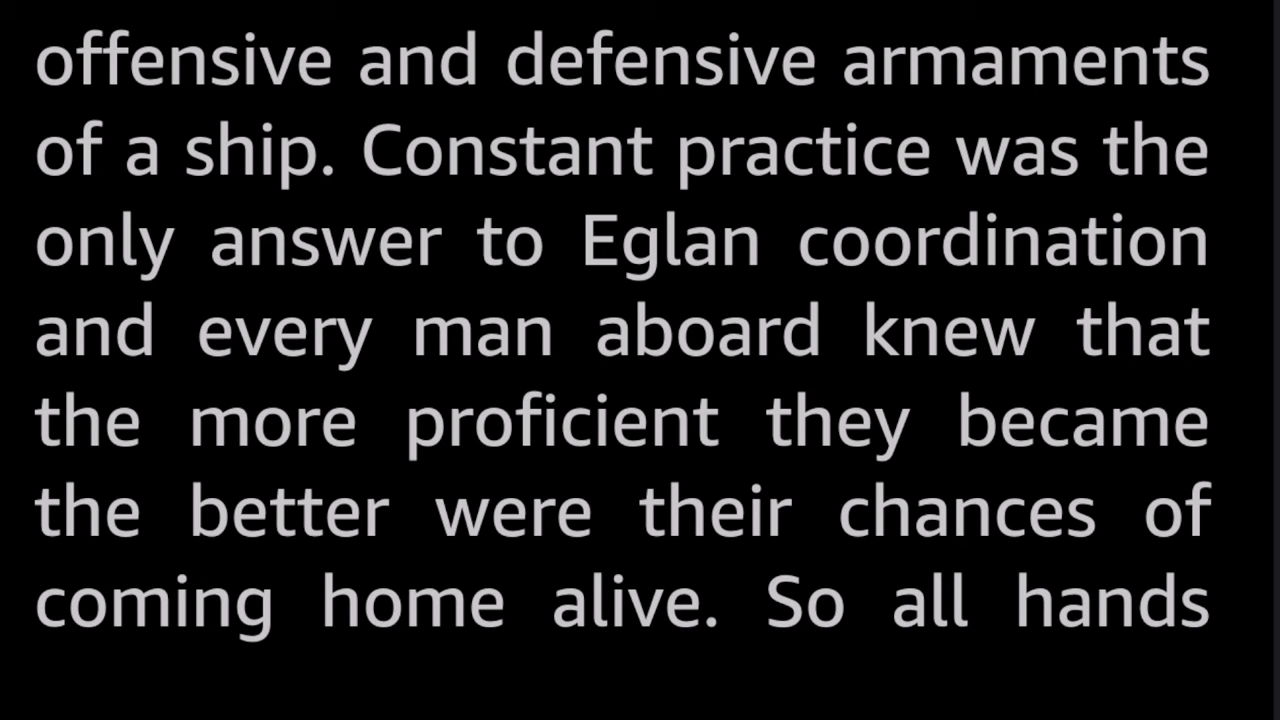 offensive and defensive armaments
of a ship. Constant practice was the
only answer to Eglan coordination
and every man aboard knew that
the more proficient they became
the better were their chances of
coming home alive. So all hands